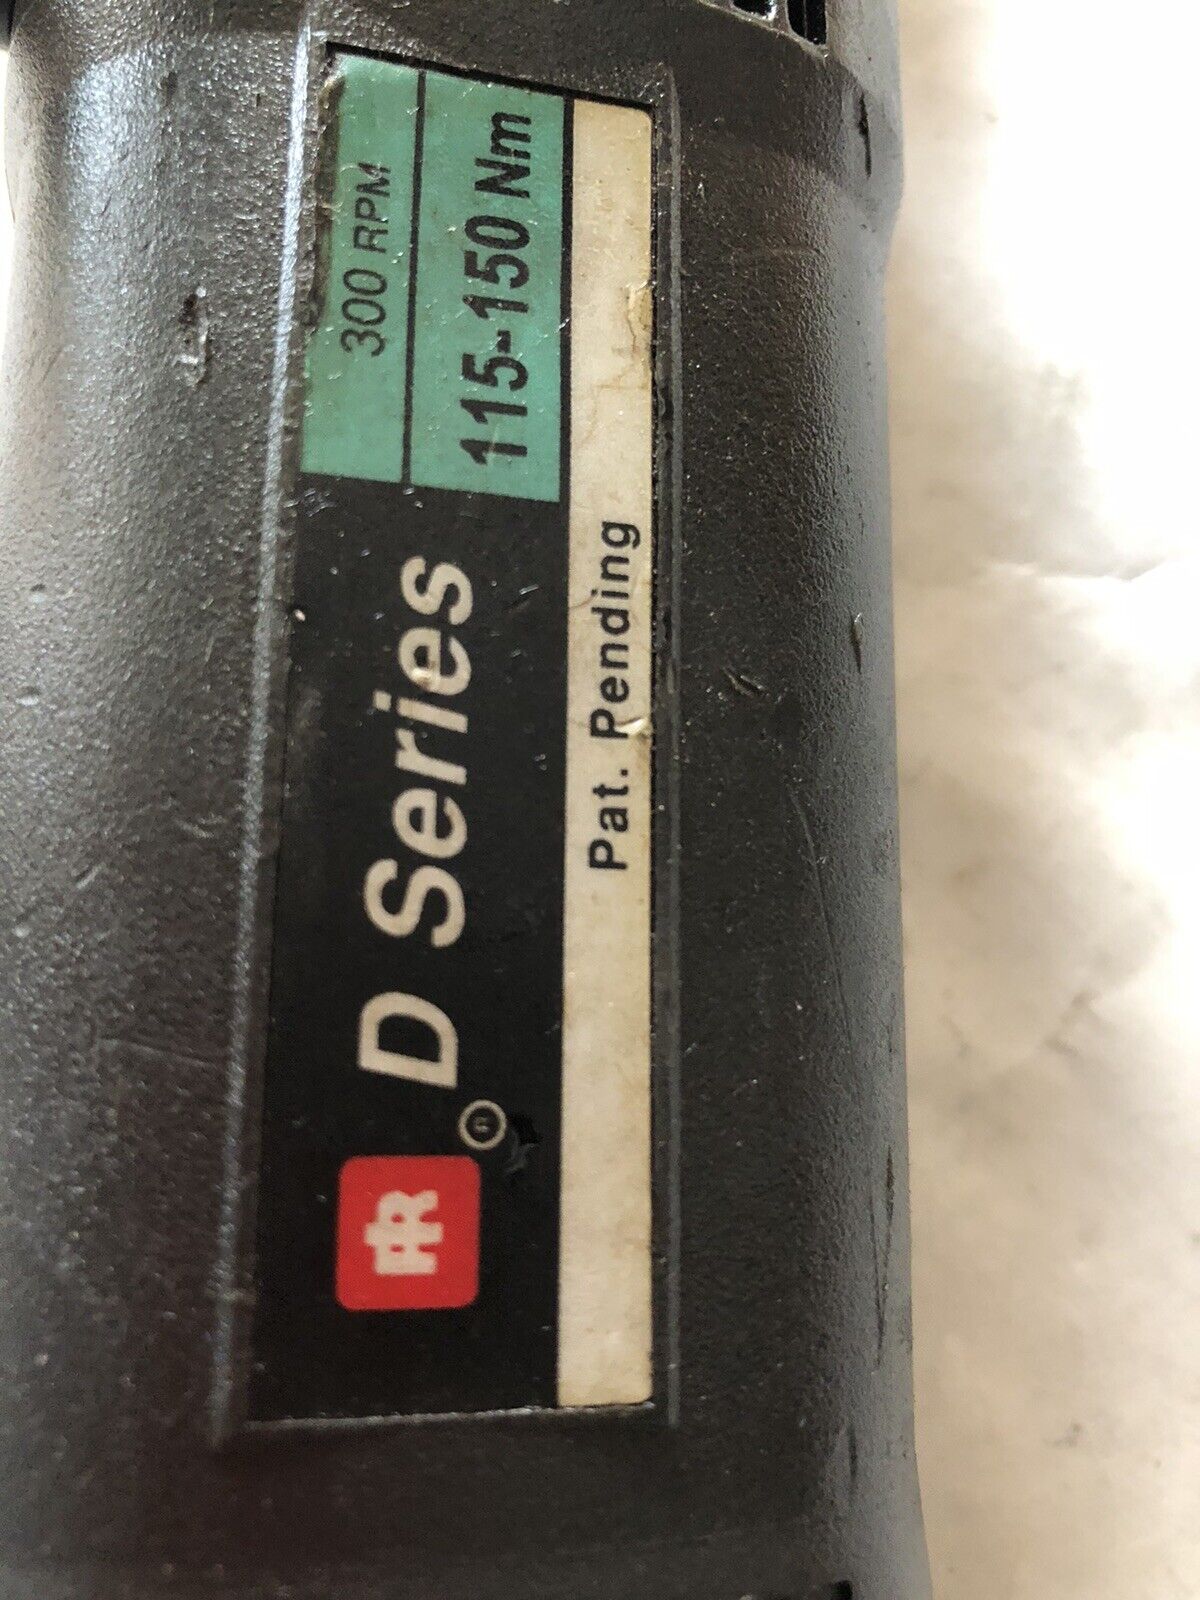 IR
® D Series
300 RPM
115-150 Nm
Pat. Pending